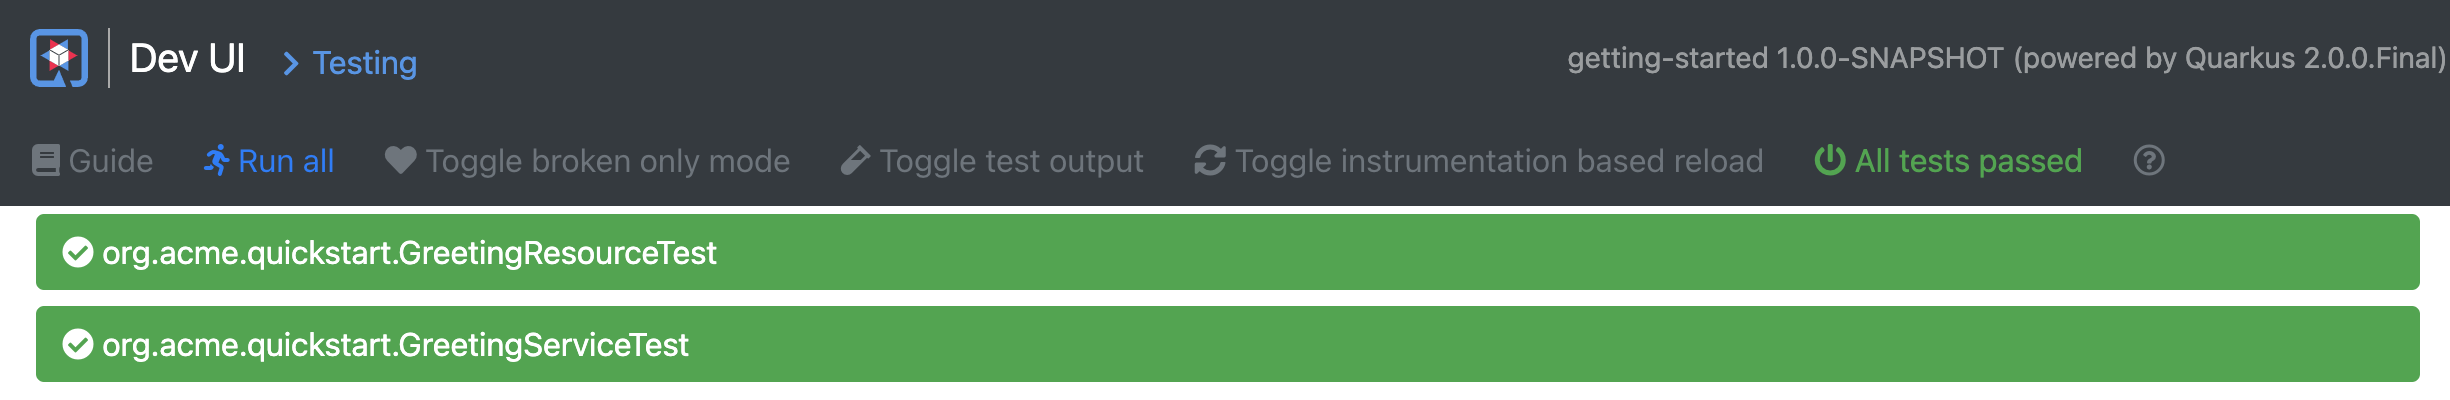 Dev UI Testing getting-started 1.0.0-SNAPSHOT (powered by Quarkus 2.0.0.Final)
Guide Run all Toggle broken only mode Toggle test output Toggle instrumentation based reload All tests passed ?
org.acme.quickstart.GreetingResourceTest
org.acme.quickstart.GreetingServiceTest